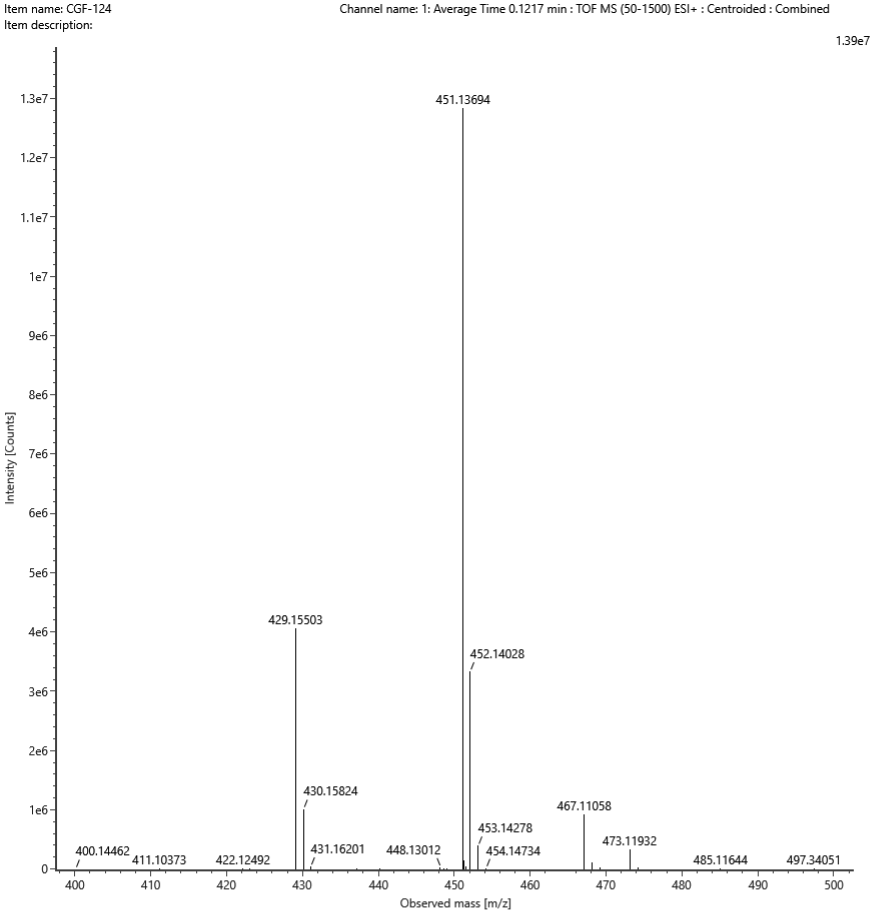 Item name: CGF-124
Channel name: 1: Average Time 0.1217 min : TOF MS (50-1500) ESI+ : Centroided : Combined
Item description:
1.39e7
1.3e7
1.2e7
1.1e7
1e7
9e6
8e6
7e6
6e6
5e6
4e6
3e6
2e6
1e6
0
Intensity [Counts]
451.13694
429.15503
452.14028
430.15824
467.11058
453.14278
473.11932
431.16201
448.13012
454.14734
400.14462
411.10373
422.12492
485.11644
497.34051
400
410
420
430
440
450
460
470
480
490
500
Observed mass [m/z]